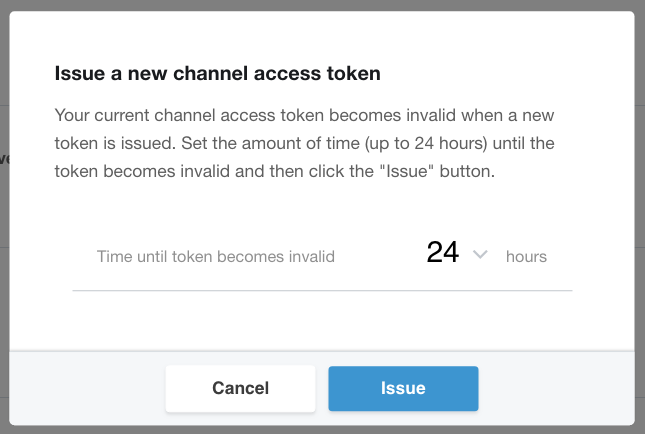 Issue a new channel access token
Your current channel access token becomes invalid when a new
token is issued. Set the amount of time (up to 24 hours) until the
token becomes invalid and then click the "Issue" button.
Time until token becomes invalid 24 hours
Cancel Issue